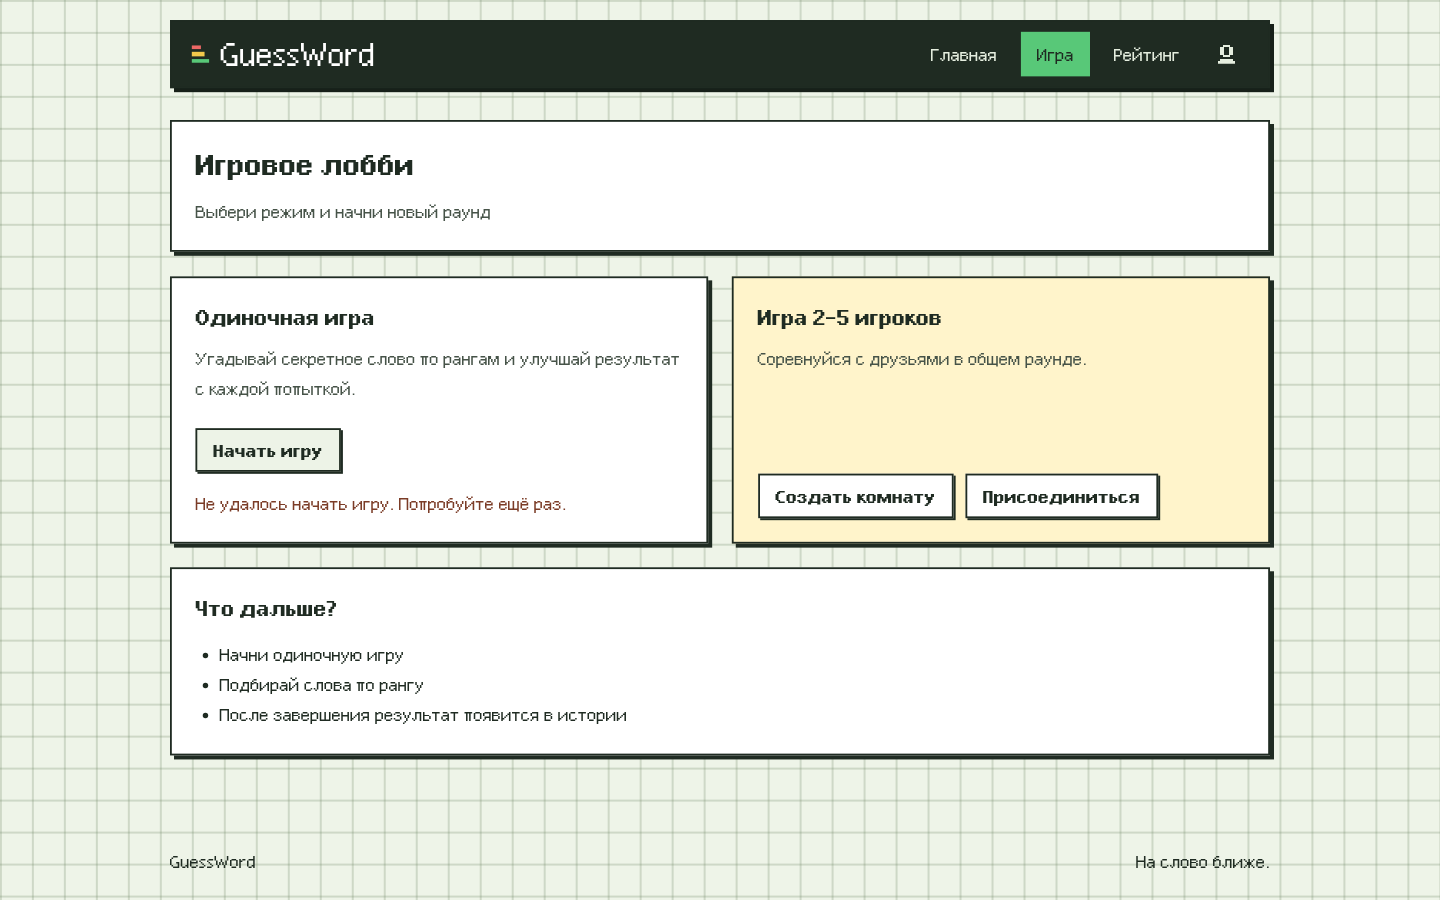 GuessWord
Главная
Игра
Рейтинг
Игровое лобби
Выбери режим и начни новый раунд
Одиночная игра
Угадывай секретное слово по рангам и улучшай результат
с каждой попыткой.
Начать игру
Не удалось начать игру. Попробуйте ещё раз.
Игра 2–5 игроков
Соревнуйся с друзьями в общем раунде.
Создать комнату
Присоединиться
Что дальше?
• Начни одиночную игру
• Подбирай слова по рангу
• После завершения результат появится в истории
GuessWord
На слово ближе.